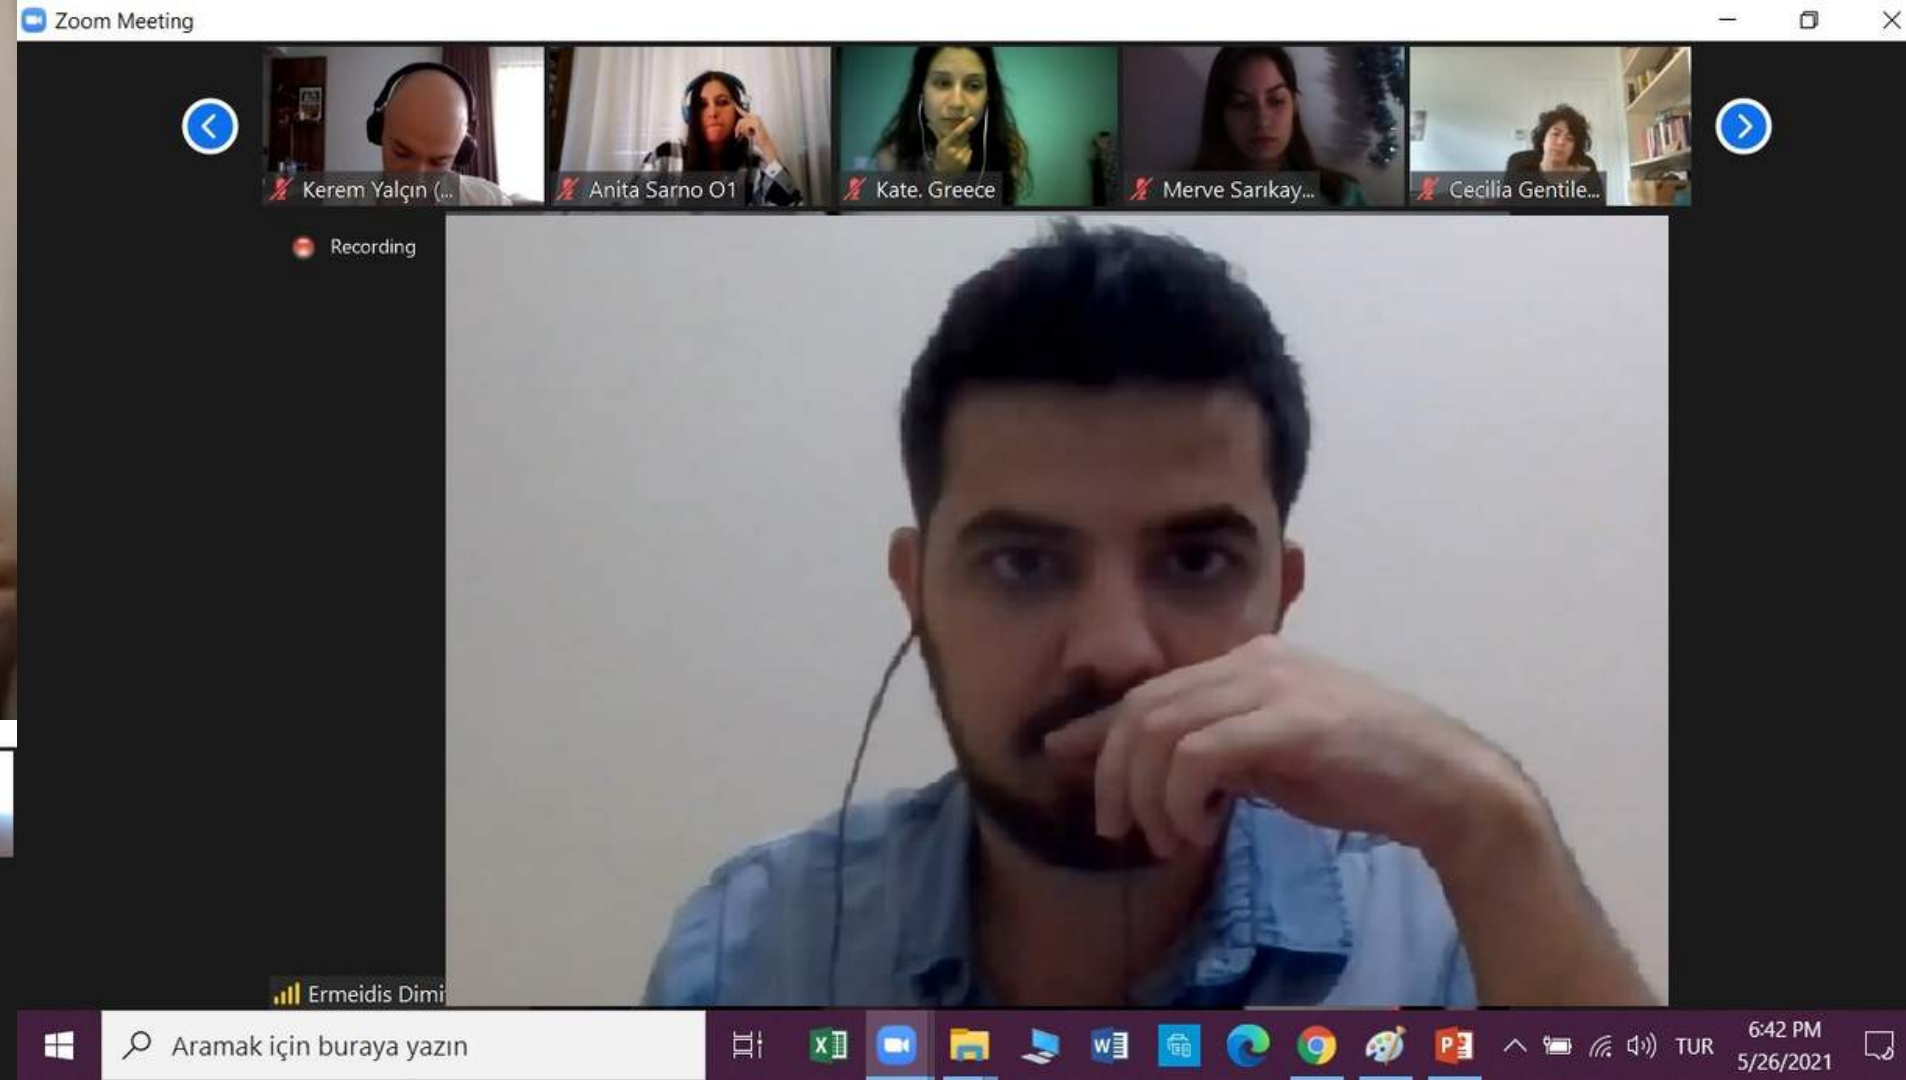 Zoom Meeting
Kerem Yalçın (...
Anita Sarno O1
Kate. Greece
Merve Sarıkay...
Cecilia Gentile...
Recording
Ermeidis Dimi
Aramak için buraya yazın
TUR
6:42 PM
5/26/2021